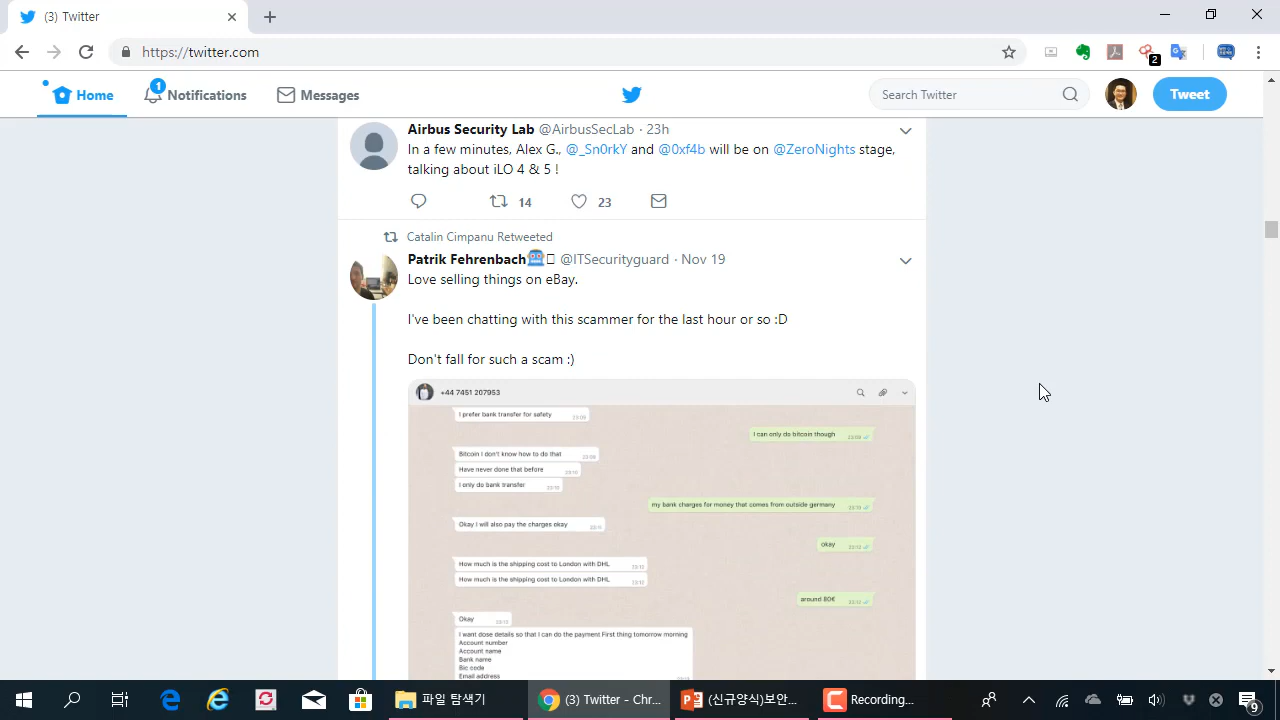 (3) Twitter
https://twitter.com
2
Home
1
Notifications
Messages
Search Twitter
Tweet
Airbus Security Lab @AirbusSecLab · 23h
In a few minutes, Alex G., @_Sn0rkY and @0xf4b will be on @ZeroNights stage,
talking about iLO 4 & 5 !
14
23
Catalin Cimpanu Retweeted
Patrik Fehrenbach @ITSecurityguard · Nov 19
Love selling things on eBay.
I've been chatting with this scammer for the last hour or so :D
Don't fall for such a scam :)
+44 7451 207953
I prefer bank transfer for safety
I can only do bitcoin though
Bitcoin I don't know how to do that
Have never done that before
I only do bank transfer
my bank charges for money that comes from outside germany
Okay I will also pay the charges okay
okay
How much is the shipping cost to London with DHL
How much is the shipping cost to London with DHL
around 80€
Okay
I want dose details so that I can do the payment First thing tomorrow morning
Account number
Account name
Bank name
Bic code
Email address
파일 탐색기
(3) Twitter - Chr...
(신규양식)보안...
Recording...
9